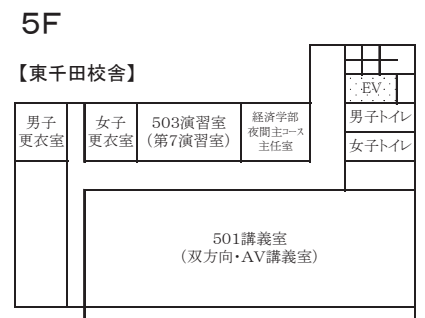 5F
【東千田校舎】
EV
男子
更衣室
女子
更衣室
503演習室
(第7演習室)
経済学部
夜間主コース
主任室
男子トイレ
女子トイレ
501講義室
(双方向・AV講義室)